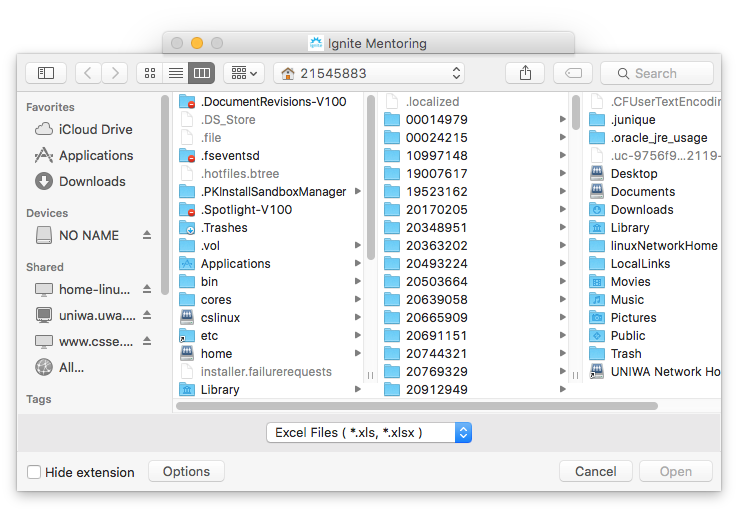 Ignite Mentoring
21545883
Search
Favorites
iCloud Drive
Applications
Downloads
Devices
NO NAME
Shared
home-linu...
uniwa.uwa....
www.csse....
All...
Tags
.DocumentRevisions-V100
.DS_Store
.file
.fseventsd
.hotfiles.btree
.PKInstallSandboxManager
.Spotlight-V100
.Trashes
.vol
Applications
bin
cores
cslinux
etc
home
installer.failurerequests
Library
.localized
00014979
00024215
10997148
19007617
19523162
20170205
20348951
20363202
20493224
20503664
20639058
20665909
20691151
20744321
20769329
20912949
.CFUserTextEncodin
.junique
.oracle_jre_usage
.uc-9756f9...2119-
Desktop
Documents
Downloads
Library
linuxNetworkHome
LocalLinks
Movies
Music
Pictures
Public
Trash
UNIWA Network Ho
Excel Files ( *.xls, *.xlsx )
Hide extension
Options
Cancel
Open